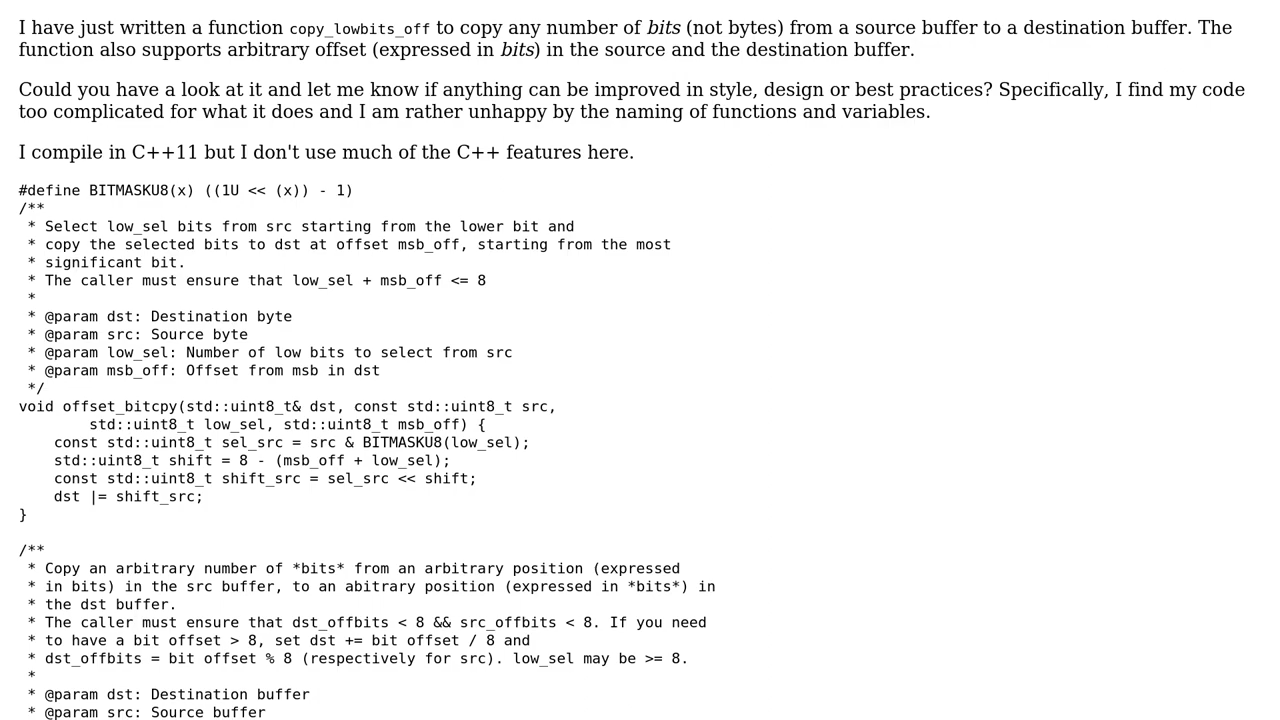 I have just written a function copy_lowbits_off to copy any number of bits (not bytes) from a source buffer to a destination buffer. The
function also supports arbitrary offset (expressed in bits) in the source and the destination buffer.
Could you have a look at it and let me know if anything can be improved in style, design or best practices? Specifically, I find my code
too complicated for what it does and I am rather unhappy by the naming of functions and variables.
I compile in C++11 but I don't use much of the C++ features here.
#define BITMASKU8(x) ((1U << (x)) - 1)
/**
 * Select low_sel bits from src starting from the lower bit and
 * copy the selected bits to dst at offset msb_off, starting from the most
 * significant bit.
 * The caller must ensure that low_sel + msb_off <= 8
 *
 * @param dst: Destination byte
 * @param src: Source byte
 * @param low_sel: Number of low bits to select from src
 * @param msb_off: Offset from msb in dst
 */
void offset_bitcpy(std::uint8_t& dst, const std::uint8_t src,
        std::uint8_t low_sel, std::uint8_t msb_off) {
    const std::uint8_t sel_src = src & BITMASKU8(low_sel);
    std::uint8_t shift = 8 - (msb_off + low_sel);
    const std::uint8_t shift_src = sel_src << shift;
    dst |= shift_src;
}
/**
 * Copy an arbitrary number of *bits* from an arbitrary position (expressed
 * in bits) in the src buffer, to an abitrary position (expressed in *bits*) in
 * the dst buffer.
 * The caller must ensure that dst_offbits < 8 && src_offbits < 8. If you need
 * to have a bit offset > 8, set dst += bit offset / 8 and
 * dst_offbits = bit offset % 8 (respectively for src). low_sel may be >= 8.
 *
 * @param dst: Destination buffer
 * @param src: Source buffer